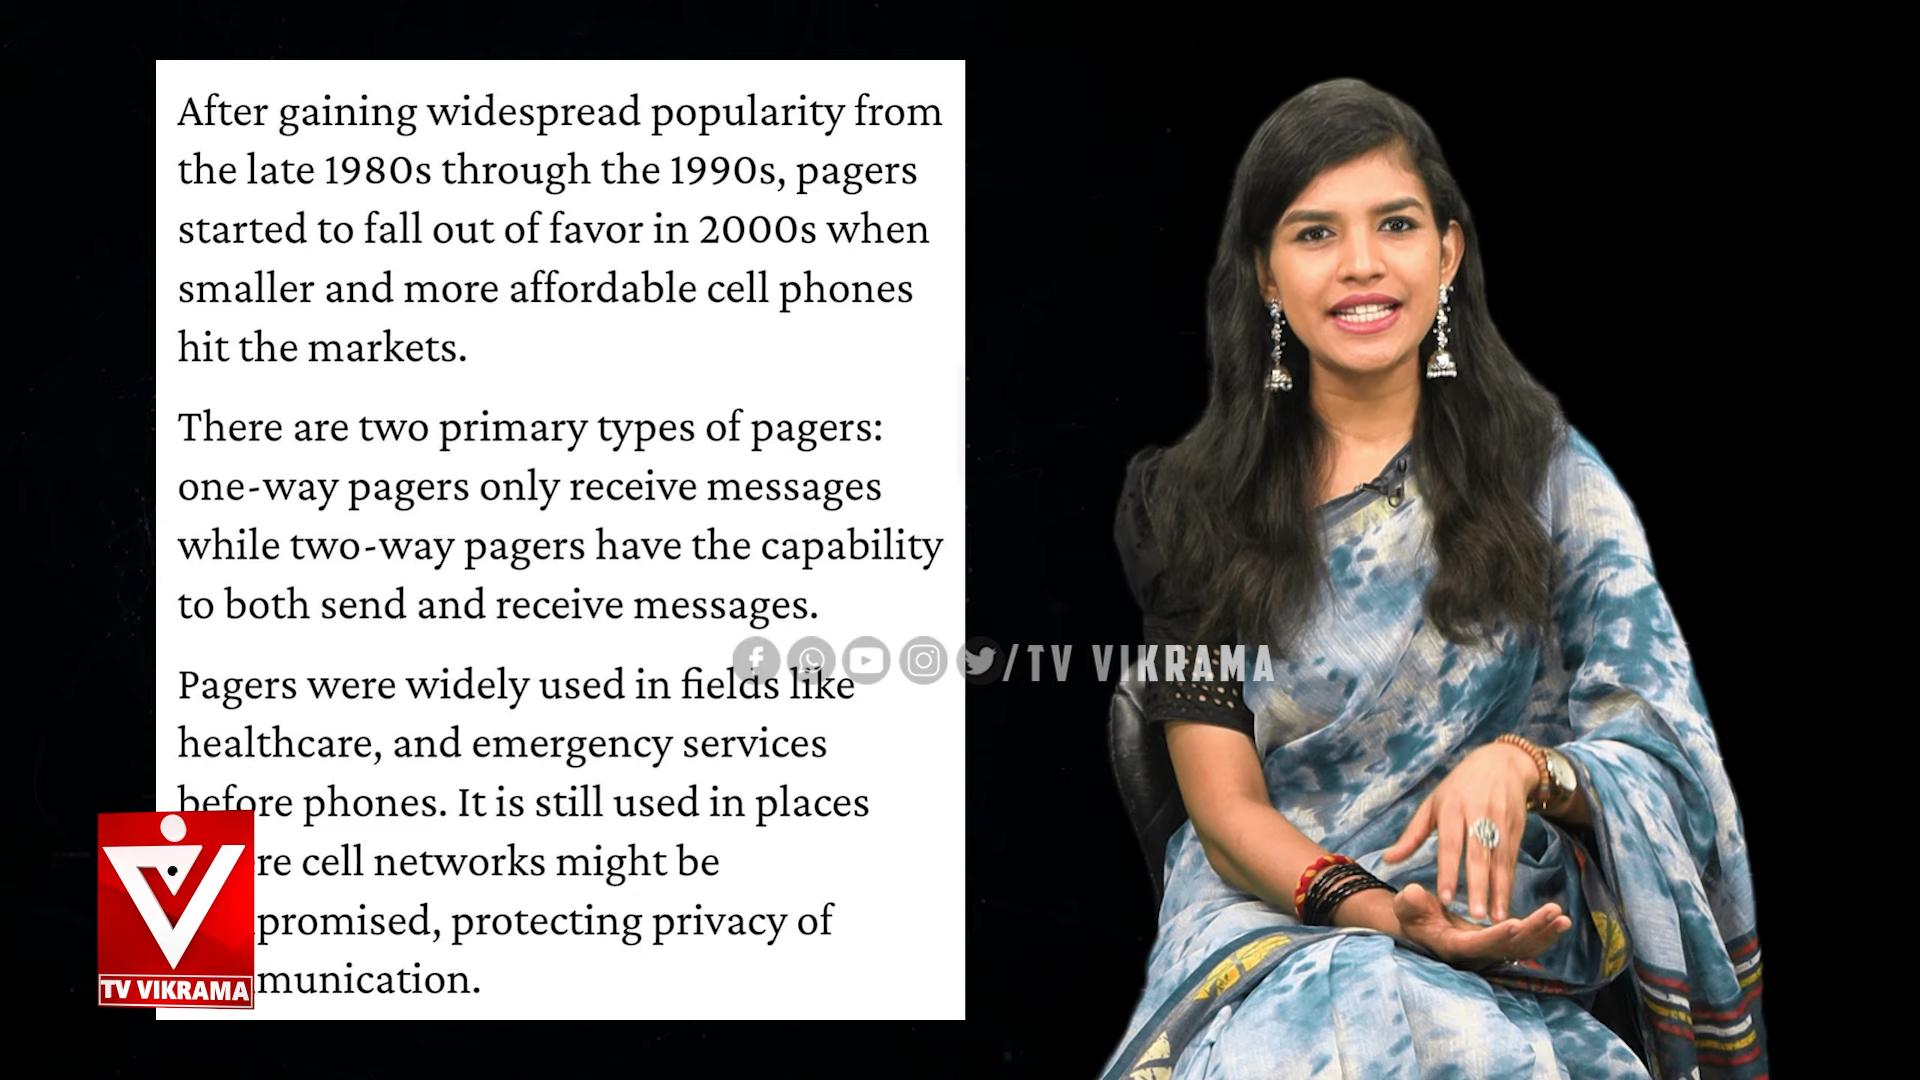 After gaining widespread popularity from
the late 1980s through the 1990s, pagers
started to fall out of favor in 2000s when
smaller and more affordable cell phones
hit the markets.
There are two primary types of pagers:
one-way pagers only receive messages
while two-way pagers have the capability
to both send and receive messages.
/TV VIKRAMA
Pagers were widely used in fields like
healthcare, and emergency services
before phones. It is still used in places
cell networks might be
protecting privacy of
TV VIKRAMA